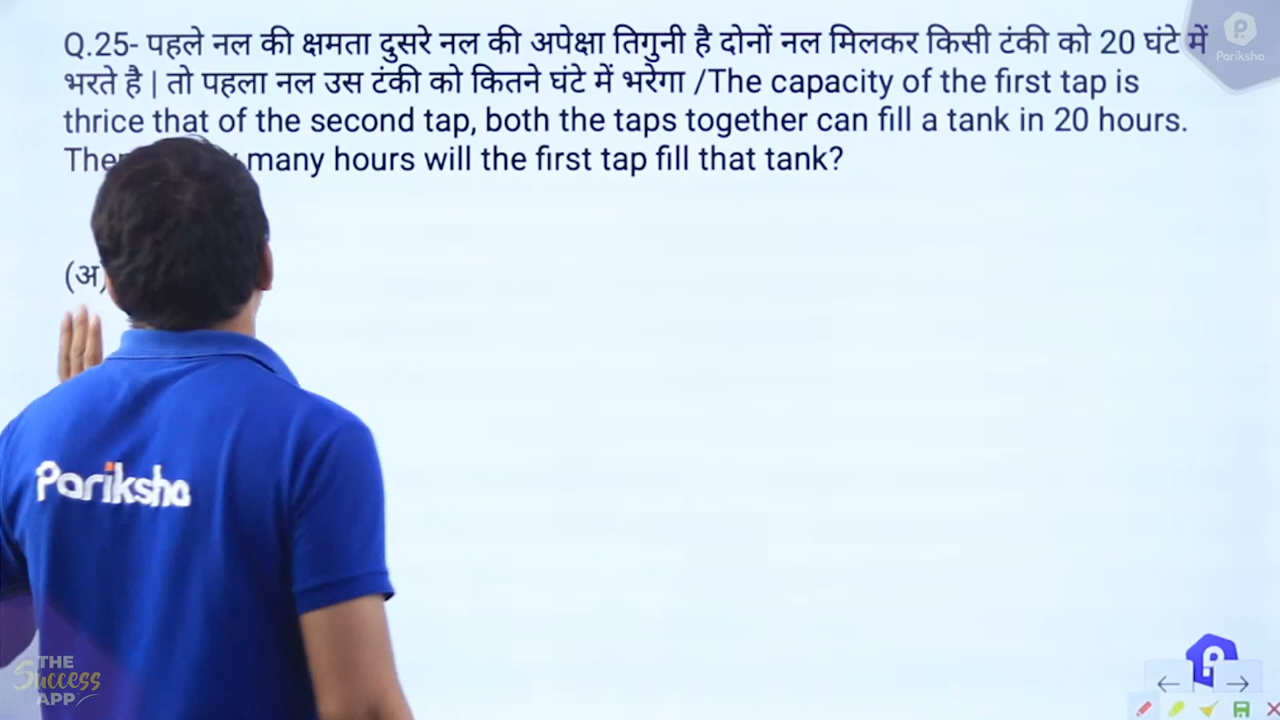 Q.25- पहले नल की क्षमता दुसरे नल की अपेक्षा तिगुनी है दोनों नल मिलकर किसी टंकी को 20 घंटे में
भरते है | तो पहला नल उस टंकी को कितने घंटे में भरेगा /The capacity of the first tap is
thrice that of the second tap, both the taps together can fill a tank in 20 hours.
many hours will the first tap fill that tank?
(अ)
Pariksha
Pariksha
THE
Success
APP